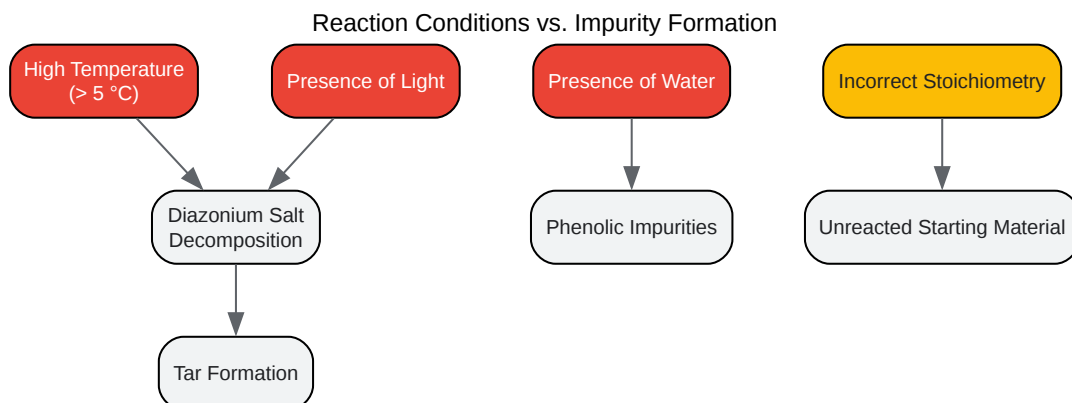 Reaction Conditions vs. Impurity Formation
High Temperature
(> 5 °C)
Presence of Light
Presence of Water
Incorrect Stoichiometry
Diazonium Salt
Decomposition
Phenolic Impurities
Unreacted Starting Material
Tar Formation